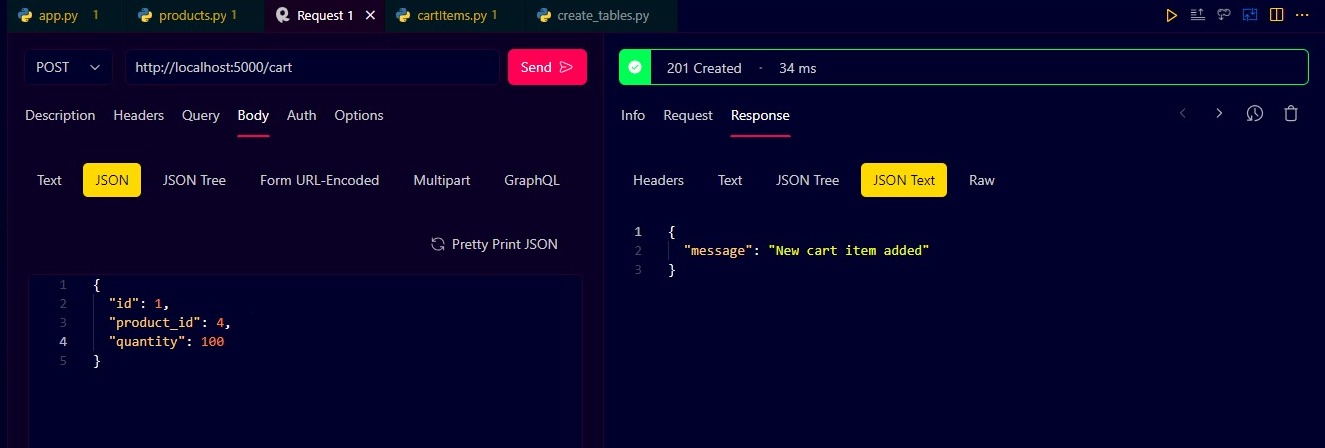 app.py 1 products.py 1 Request 1 cartItems.py 1 create_tables.py
POST http://localhost:5000/cart Send
201 Created · 34 ms
Description Headers Query Body Auth Options
Info Request Response
Text JSON JSON Tree Form URL-Encoded Multipart GraphQL
Headers Text JSON Tree JSON Text Raw
Pretty Print JSON
1 {
2 "id": 1,
3 "product_id": 4,
4 "quantity": 100
5 }
1 {
2 "message": "New cart item added"
3 }